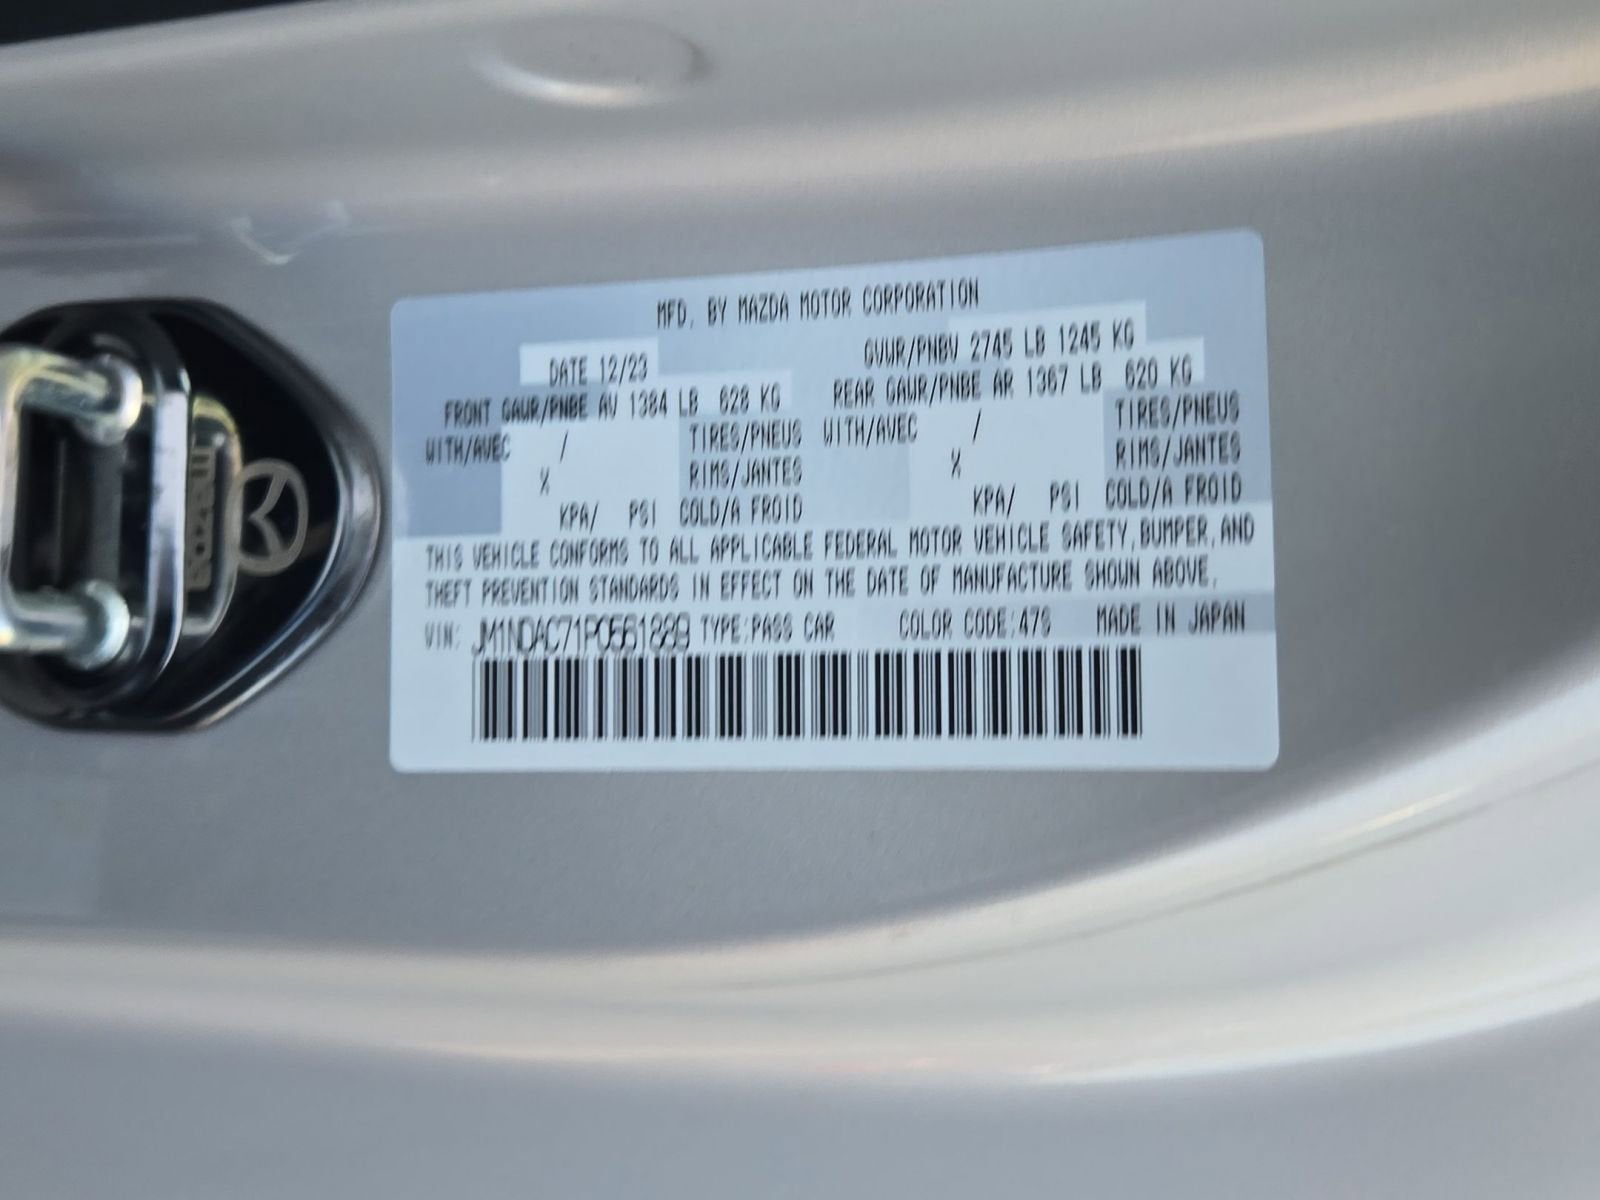 MFD. BY MAZDA MOTOR CORPORATION
DATE 12/23
GVWR/PNBV 2745 LB 1245 KG
FRONT GAWR/PNBE AV 1384 LB 628 KG
REAR GAWR/PNBE AR 1367 LB 620 KG
WITH/AVEC / TIRES/PNEUS
WITH/AVEC / TIRES/PNEUS
X RIMS/JANTES
X RIMS/JANTES
KPA/ PSI COLD/A FROID
KPA/ PSI COLD/A FROID
THIS VEHICLE CONFORMS TO ALL APPLICABLE FEDERAL MOTOR VEHICLE SAFETY, BUMPER, AND
THEFT PREVENTION STANDARDS IN EFFECT ON THE DATE OF MANUFACTURE SHOWN ABOVE.
VIN: JM1NDAC71P0561889 TYPE:PASS CAR COLOR CODE:47S MADE IN JAPAN
mazda